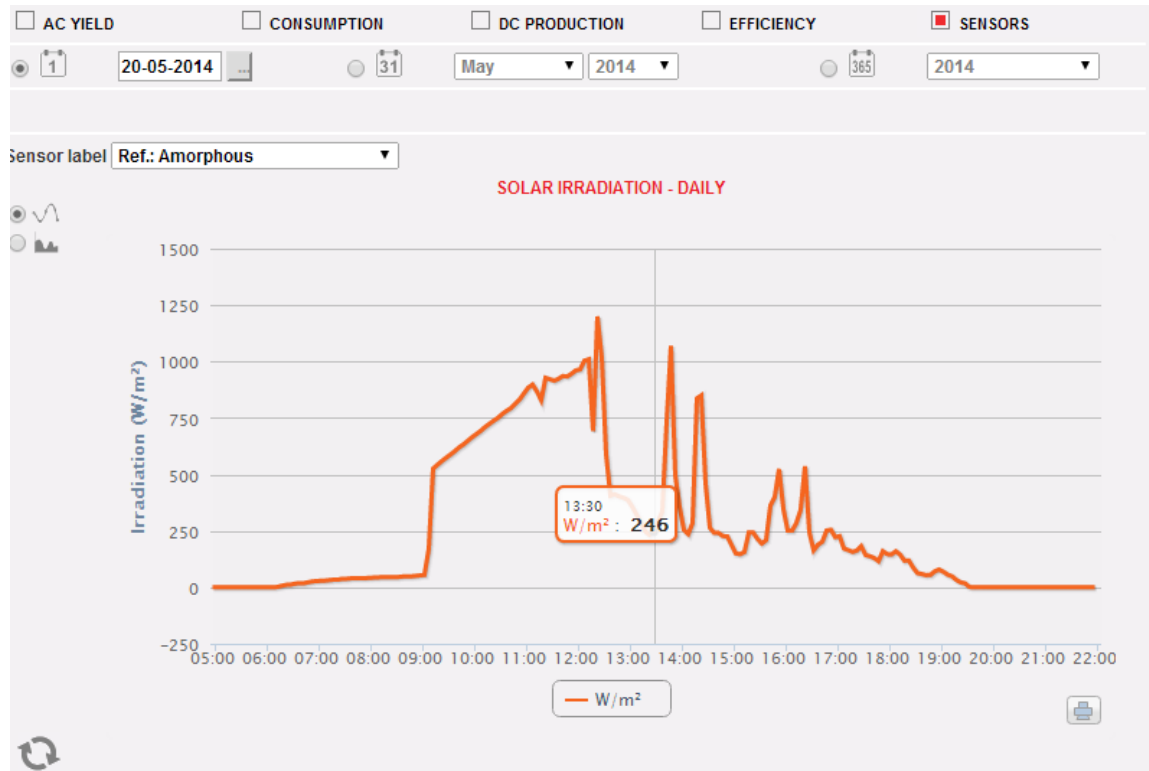 AC YIELD CONSUMPTION DC PRODUCTION EFFICIENCY SENSORS
1 20-05-2014 ... 31 May 2014 365 2014
Sensor label Ref.: Amorphous
SOLAR IRRADIATION - DAILY
Irradiation (W/m²)
1500
1250
1000
750
500
250
0
-250
13:30
W/m² : 246
05:00 06:00 07:00 08:00 09:00 10:00 11:00 12:00 13:00 14:00 15:00 16:00 17:00 18:00 19:00 20:00 21:00 22:00
W/m²